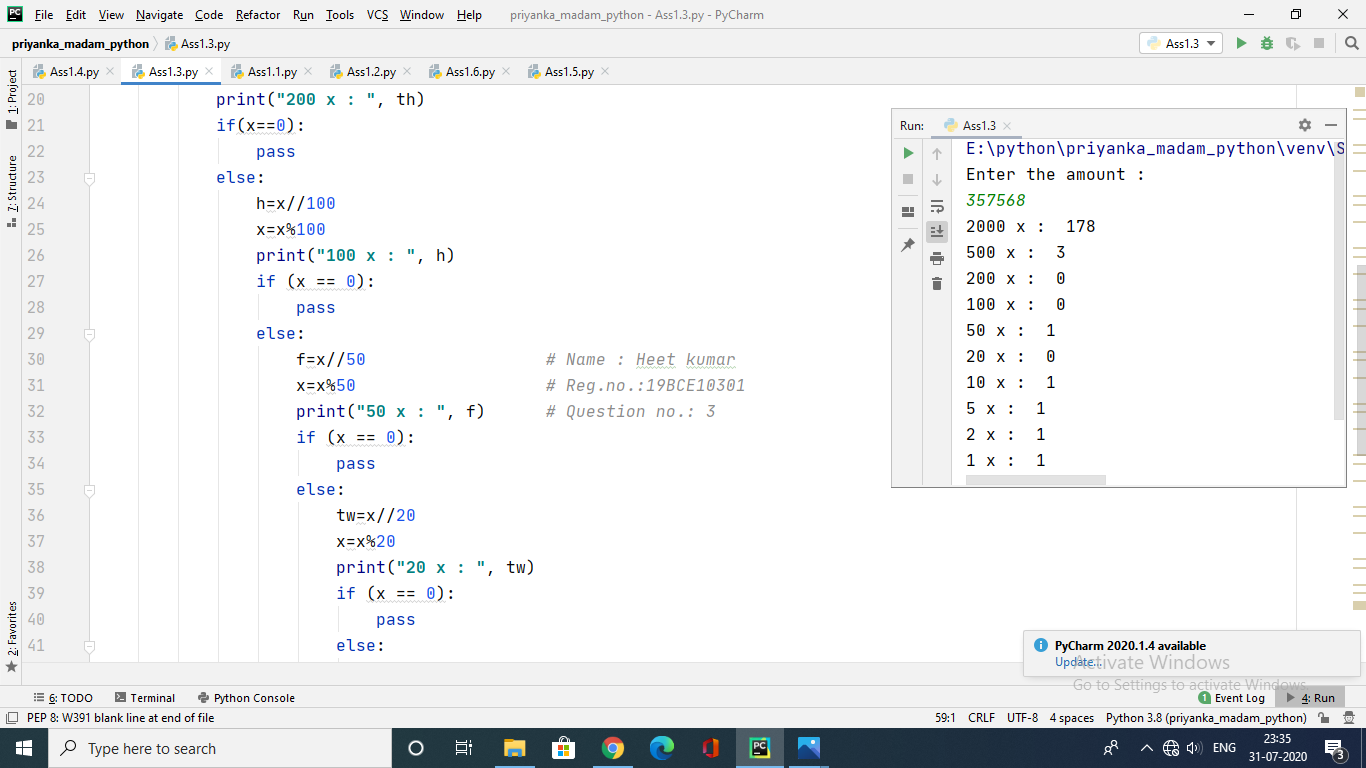 File Edit View Navigate Code Refactor Run Tools VCS Window Help priyanka_madam_python - Ass1.3.py - PyCharm
priyanka_madam_python Ass1.3.py Ass1.3
Ass1.4.py Ass1.3.py Ass1.1.py Ass1.2.py Ass1.6.py Ass1.5.py
1: Project
7: Structure
2: Favorites
20 print("200 x : ", th)
21 if(x==0):
22 pass
23 else:
24 h=x//100
25 x=x%100
26 print("100 x : ", h)
27 if (x == 0):
28 pass
29 else:
30 f=x//50 # Name : Heet kumar
31 x=x%50 # Reg.no.:19BCE10301
32 print("50 x : ", f) # Question no.: 3
33 if (x == 0):
34 pass
35 else:
36 tw=x//20
37 x=x%20
38 print("20 x : ", tw)
39 if (x == 0):
40 pass
41 else:
Run: Ass1.3
E:\python\priyanka_madam_python\venv\S
Enter the amount :
357568
2000 x :  178
500 x :  3
200 x :  0
100 x :  0
50 x :  1
20 x :  0
10 x :  1
5 x :  1
2 x :  1
1 x :  1
PyCharm 2020.1.4 available
Update...
Activate Windows
Go to Settings to activate Windows.
6: TODO Terminal Python Console 1 Event Log 4: Run
PEP 8: W391 blank line at end of file 59:1 CRLF UTF-8 4 spaces Python 3.8 (priyanka_madam_python)
Type here to search PC ENG 23:35
31-07-2020 3